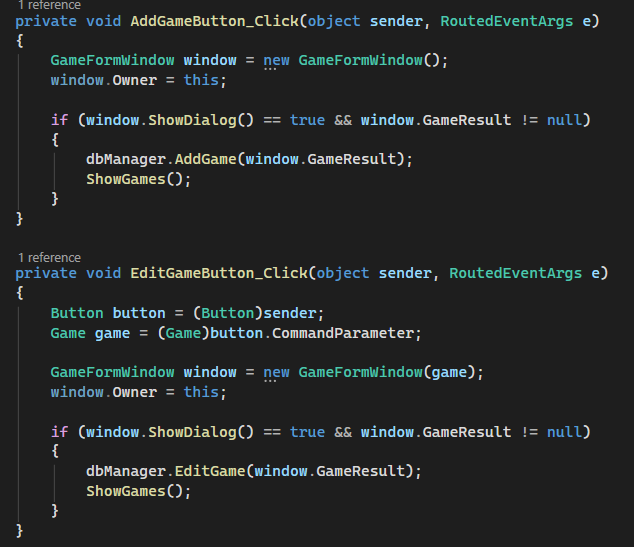 1 reference
private void AddGameButton_Click(object sender, RoutedEventArgs e)
{
    GameFormWindow window = new GameFormWindow();
    window.Owner = this;

    if (window.ShowDialog() == true && window.GameResult != null)
    {
        dbManager.AddGame(window.GameResult);
        ShowGames();
    }
}

1 reference
private void EditGameButton_Click(object sender, RoutedEventArgs e)
{
    Button button = (Button)sender;
    Game game = (Game)button.CommandParameter;

    GameFormWindow window = new GameFormWindow(game);
    window.Owner = this;

    if (window.ShowDialog() == true && window.GameResult != null)
    {
        dbManager.EditGame(window.GameResult);
        ShowGames();
    }
}